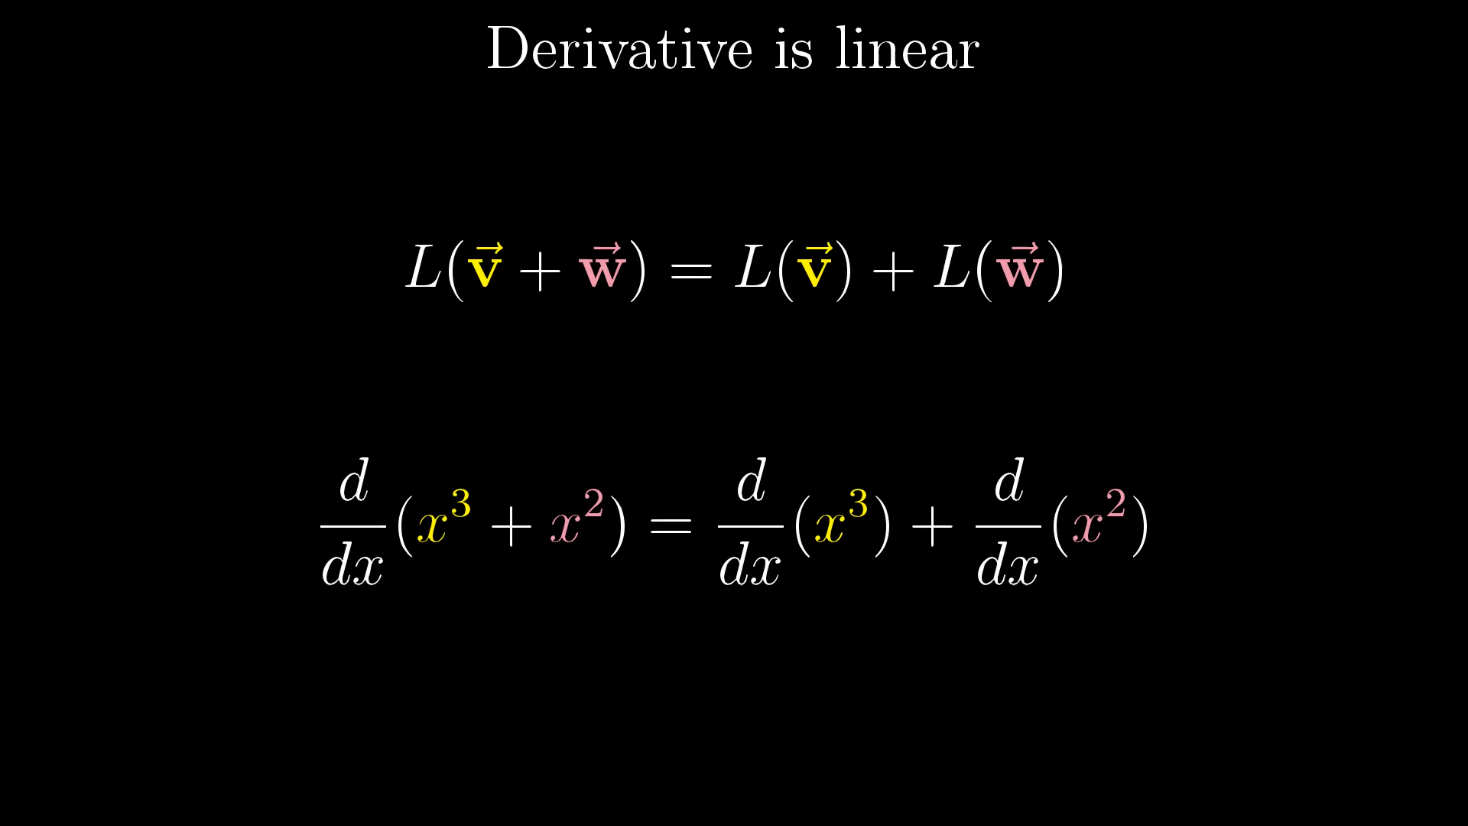 Derivative is linear
L(v⃗ + w⃗) = L(v⃗) + L(w⃗)
d/dx(x³ + x²) = d/dx(x³) + d/dx(x²)